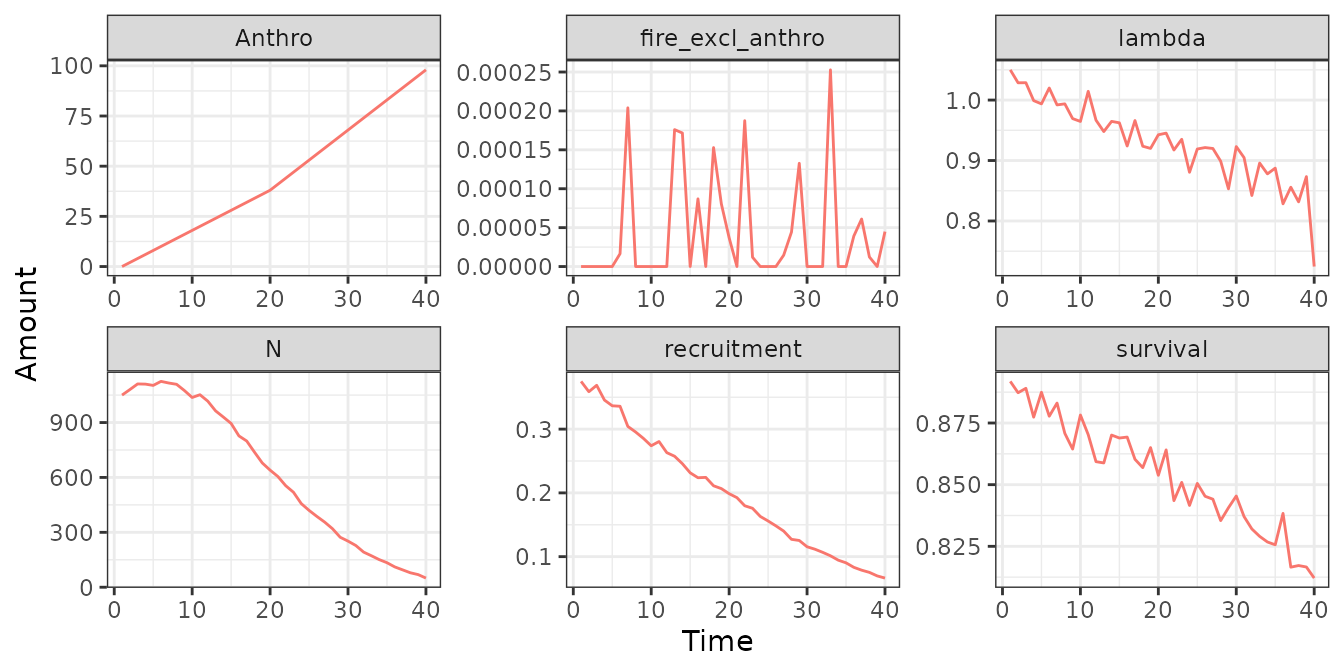 Anthro
fire_excl_anthro
lambda
100
75
50
25
0
0.00025
0.00020
0.00015
0.00010
0.00005
0.00000
1.0
0.9
0.8
0 10 20 30 40
0 10 20 30 40
0 10 20 30 40
N
recruitment
survival
900
600
300
0
0.3
0.2
0.1
0.875
0.850
0.825
0 10 20 30 40
0 10 20 30 40
0 10 20 30 40
Amount
Time